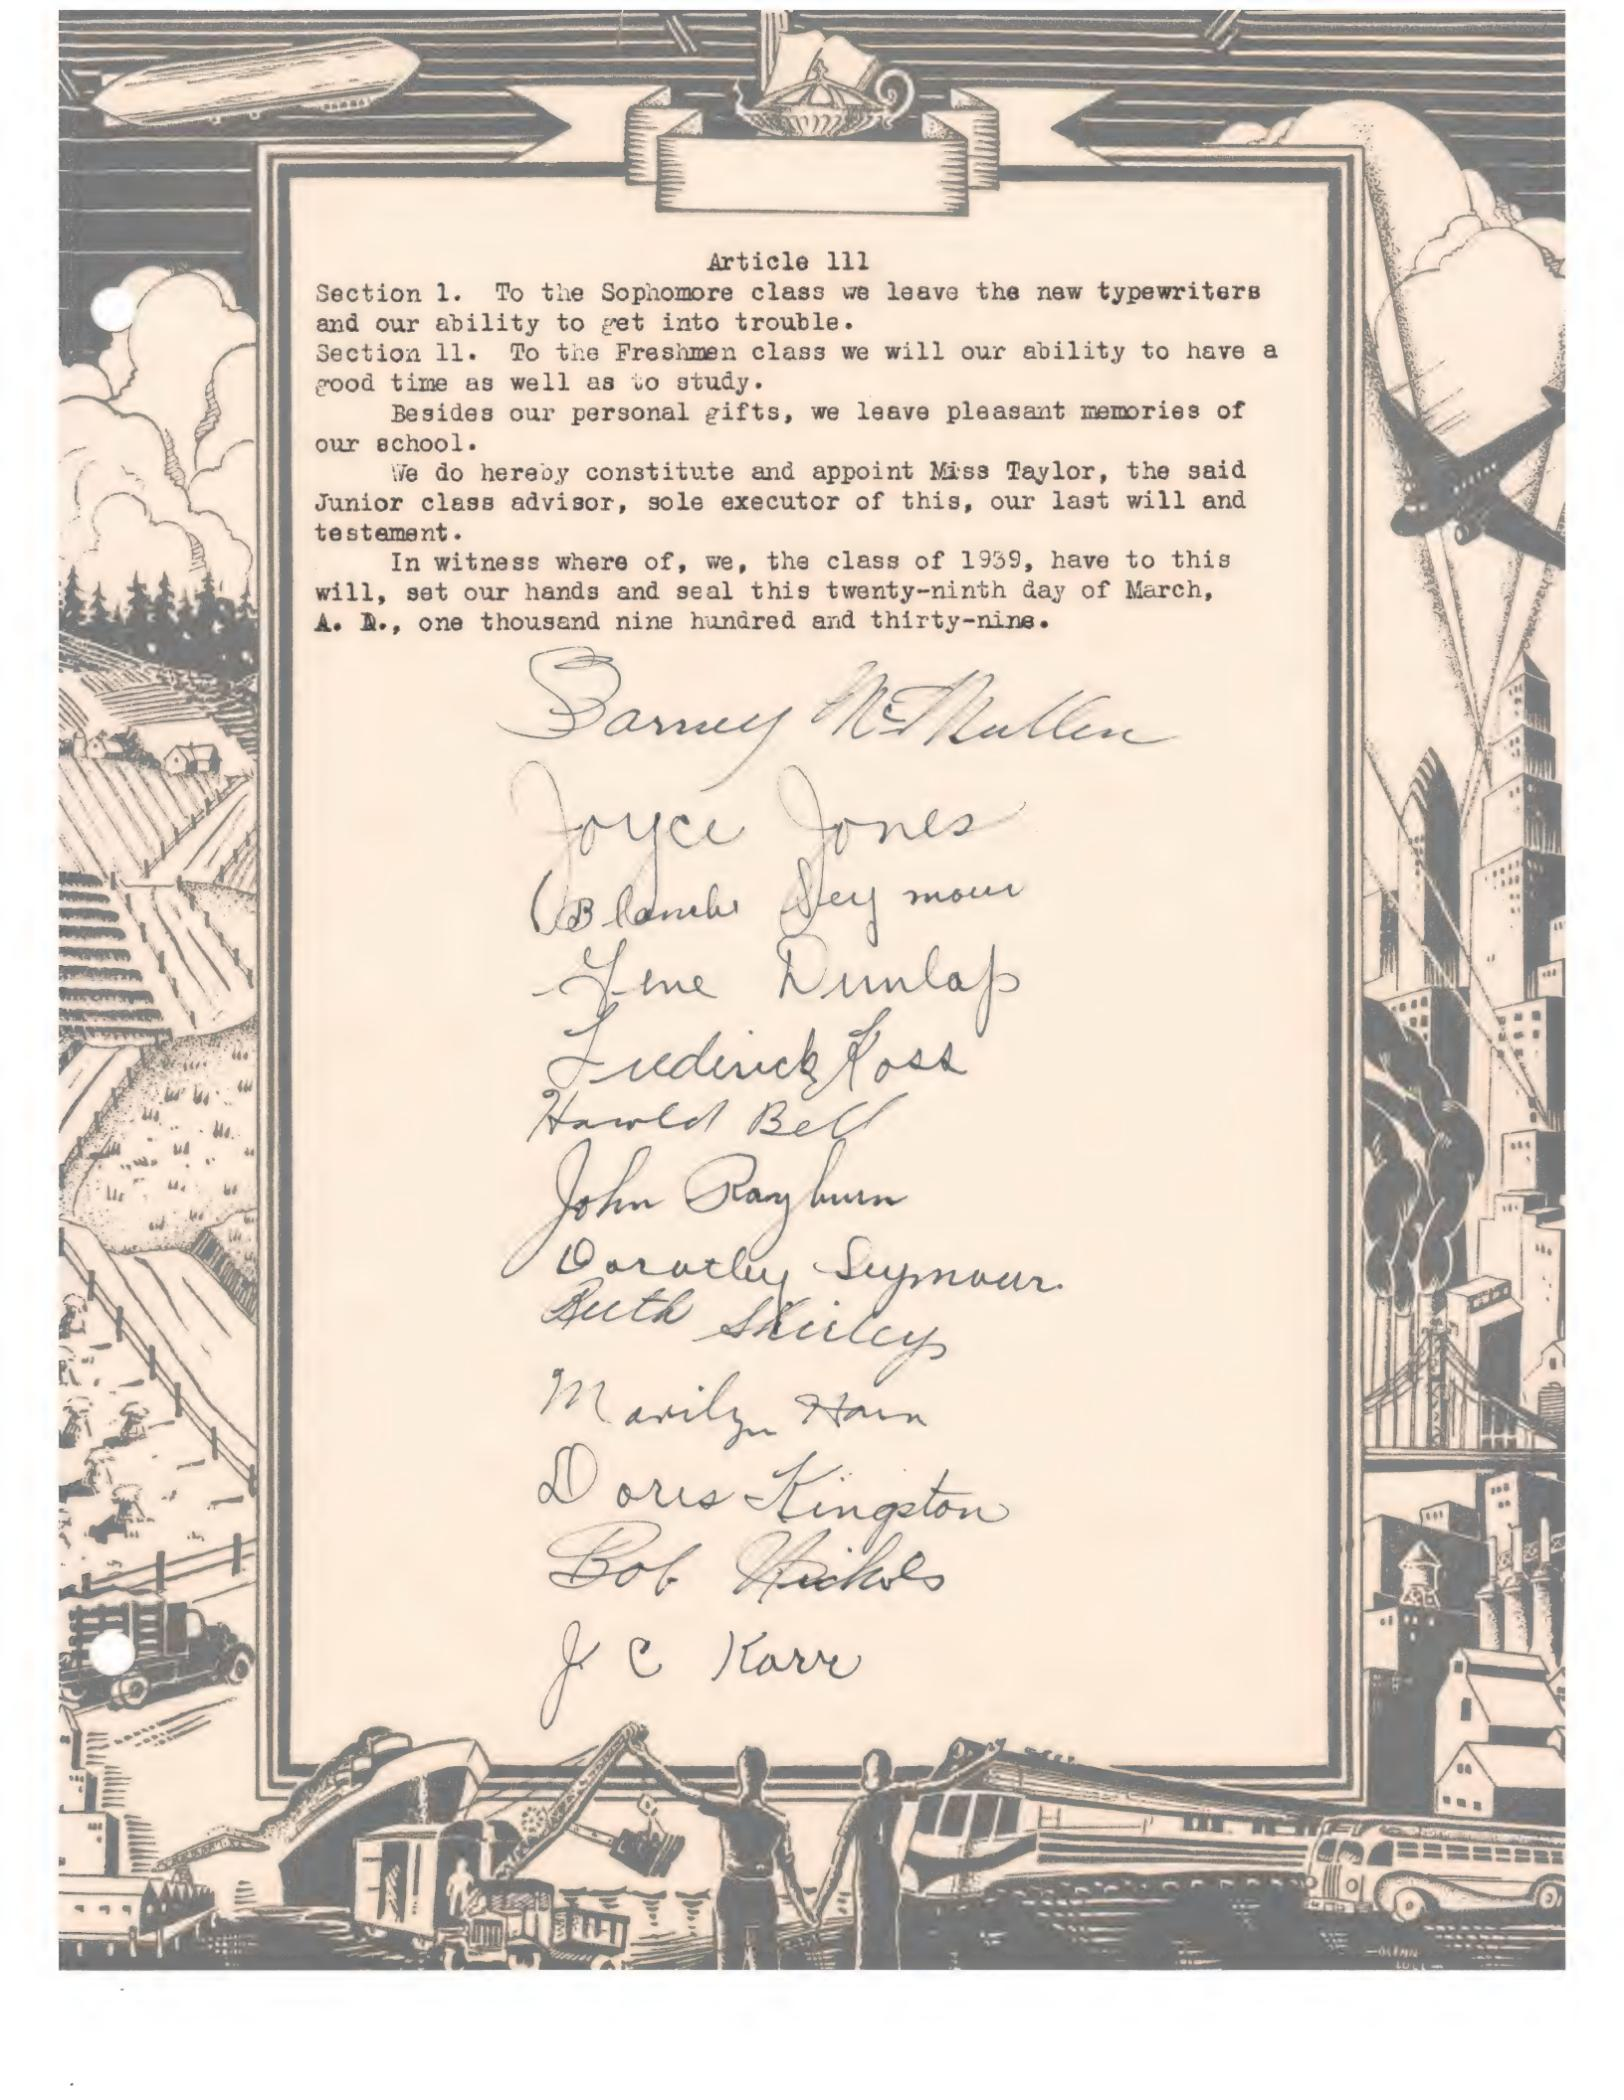 Article 111
Section 1. To the Sophomore class we leave the new typewriters
and our ability to get into trouble.
Section 11. To the Freshmen class we will our ability to have a
good time as well as to study.
Besides our personal gifts, we leave pleasant memories of
our school.
We do hereby constitute and appoint Miss Taylor, the said
Junior class advisor, sole executor of this, our last will and
testement.
In witness where of, we, the class of 1939, have to this
will, set our hands and seal this twenty-ninth day of March,
A. D., one thousand nine hundred and thirty-nine.
Barney McMullen
Joyce Jones
Blanche Seymour
Gene Dunlap
Frederick Ross
Harold Bell
John Rayburn
Dorothy Seymour.
Ruth Shirley
Marilyn Horn
Doris Kingston
Bob Nichols
J C Karr